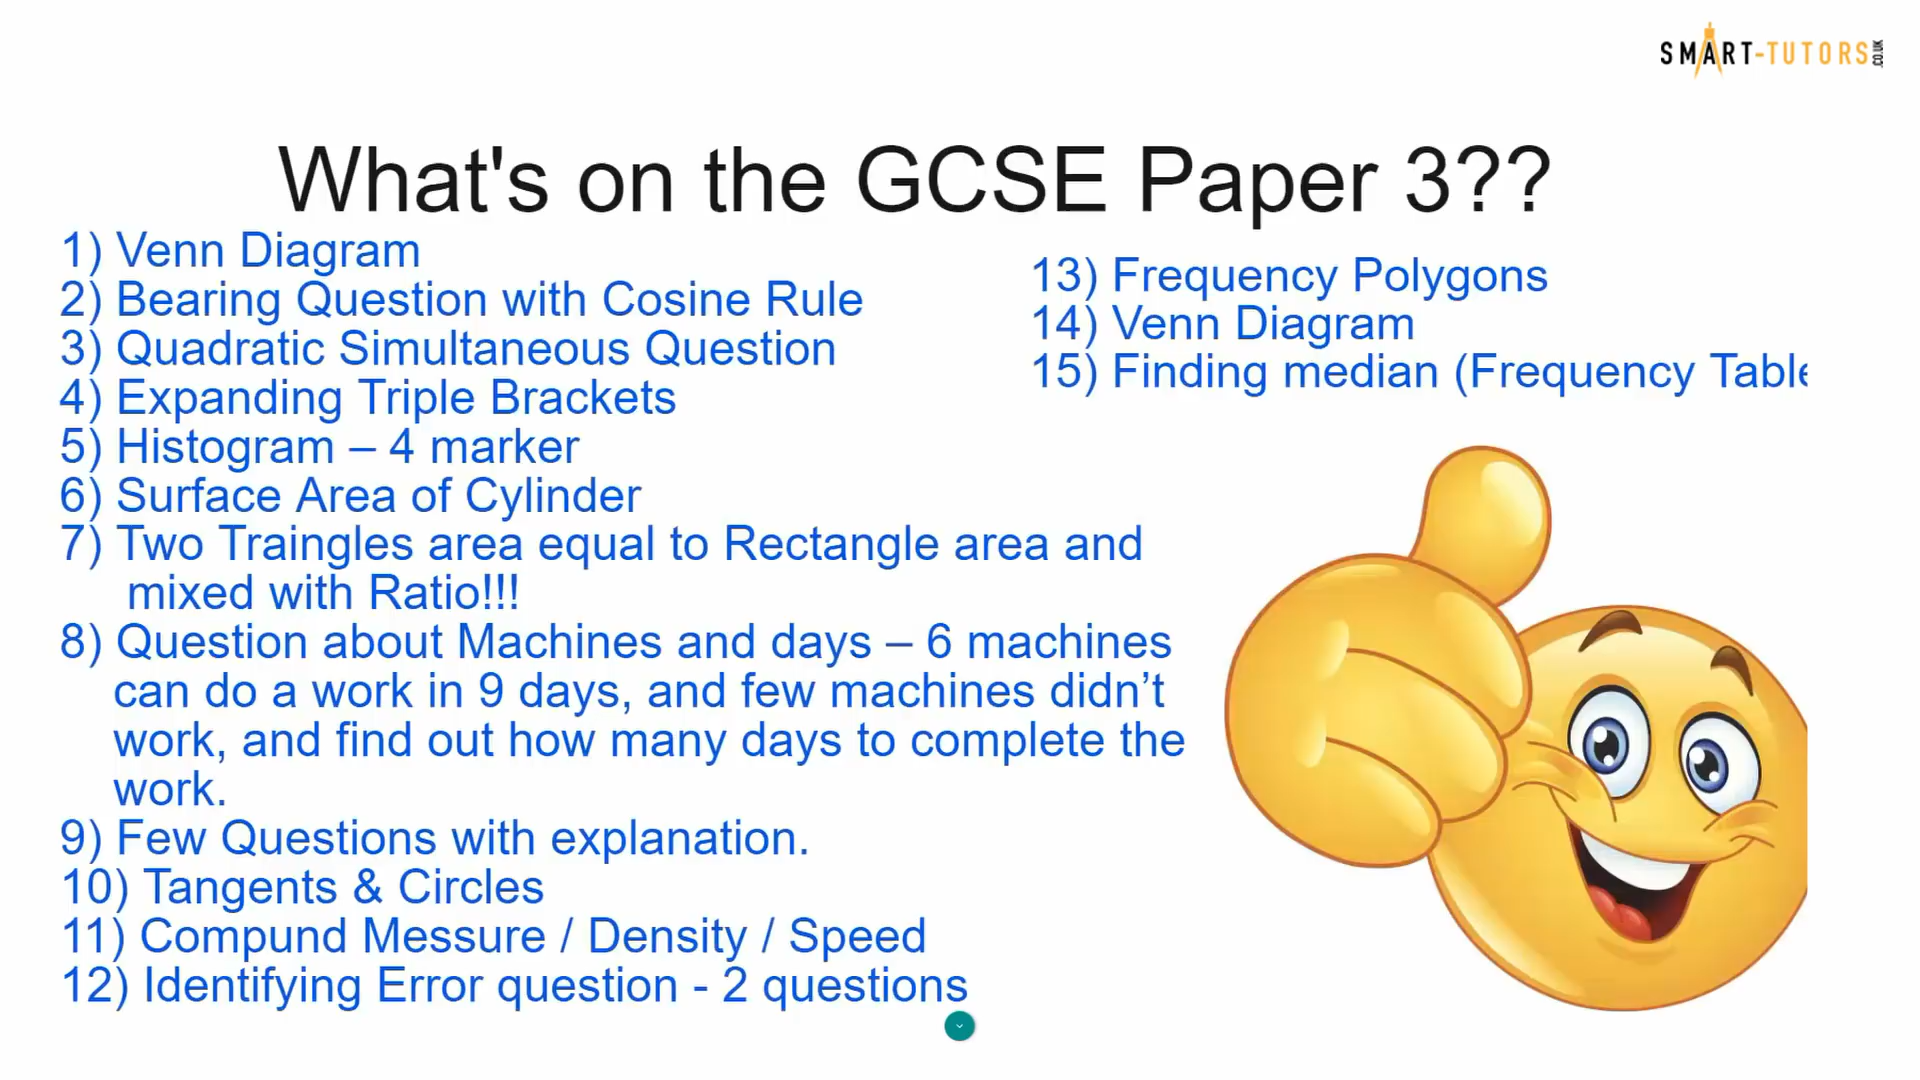 SMART-TUTORS.CO.UK
What's on the GCSE Paper 3??
1) Venn Diagram
2) Bearing Question with Cosine Rule
3) Quadratic Simultaneous Question
4) Expanding Triple Brackets
5) Histogram – 4 marker
6) Surface Area of Cylinder
7) Two Traingles area equal to Rectangle area and
mixed with Ratio!!!
8) Question about Machines and days – 6 machines
can do a work in 9 days, and few machines didn’t
work, and find out how many days to complete the
work.
9) Few Questions with explanation.
10) Tangents & Circles
11) Compund Messure / Density / Speed
12) Identifying Error question - 2 questions
13) Frequency Polygons
14) Venn Diagram
15) Finding median (Frequency Table